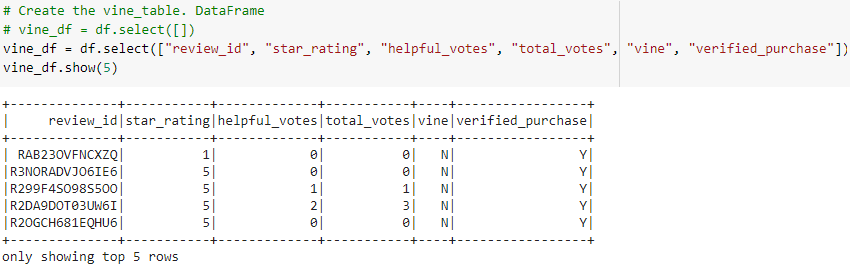 # Create the vine_table. DataFrame
# vine_df = df.select([])
vine_df = df.select(["review_id", "star_rating", "helpful_votes", "total_votes", "vine", "verified_purchase"])
vine_df.show(5)
+--------------+-----------+-------------+-----------+----+-----------------+
|     review_id|star_rating|helpful_votes|total_votes|vine|verified_purchase|
+--------------+-----------+-------------+-----------+----+-----------------+
| RAB23OVFNCXZQ|          1|            0|          0|   N|                Y|
|R3NORADVJO6IE6|          5|            0|          0|   N|                Y|
|R299F4SO98S5OO|          5|            1|          1|   N|                Y|
|R2DA9DOT03UW6I|          5|            2|          3|   N|                Y|
|R2OGCH681EQHU6|          5|            0|          0|   N|                Y|
+--------------+-----------+-------------+-----------+----+-----------------+
only showing top 5 rows